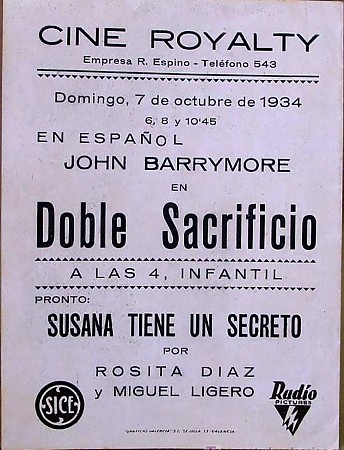 CINE ROYALTY
Empresa R. Espino - Teléfono 543
Domingo, 7 de octubre de 1934
6, 8 y 10'45
EN ESPAÑOL
JOHN BARRYMORE
EN
Doble Sacrificio
A LAS 4, INFANTIL
PRONTO:
SUSANA TIENE UN SECRETO
POR
ROSITA DIAZ
y MIGUEL LIGERO
SICE
Radio
PICTURES
VALENCIA